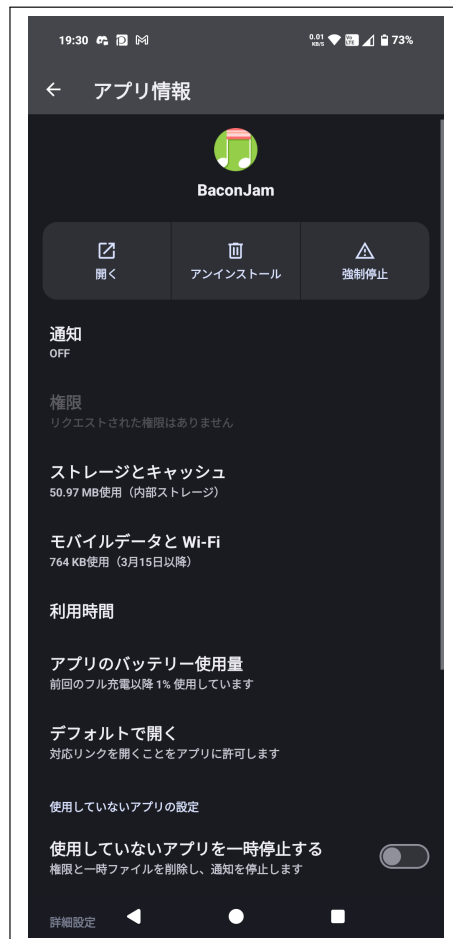 19:30
0.01 KB/S Vo LTE 73%
アプリ情報
BaconJam
開く
アンインストール
強制停止
通知
OFF
権限
リクエストされた権限はありません
ストレージとキャッシュ
50.97 MB使用（内部ストレージ）
モバイルデータと Wi-Fi
764 KB使用（3月15日以降）
利用時間
アプリのバッテリー使用量
前回のフル充電以降 1% 使用しています
デフォルトで開く
対応リンクを開くことをアプリに許可します
使用していないアプリの設定
使用していないアプリを一時停止する
権限と一時ファイルを削除し、通知を停止します
詳細設定